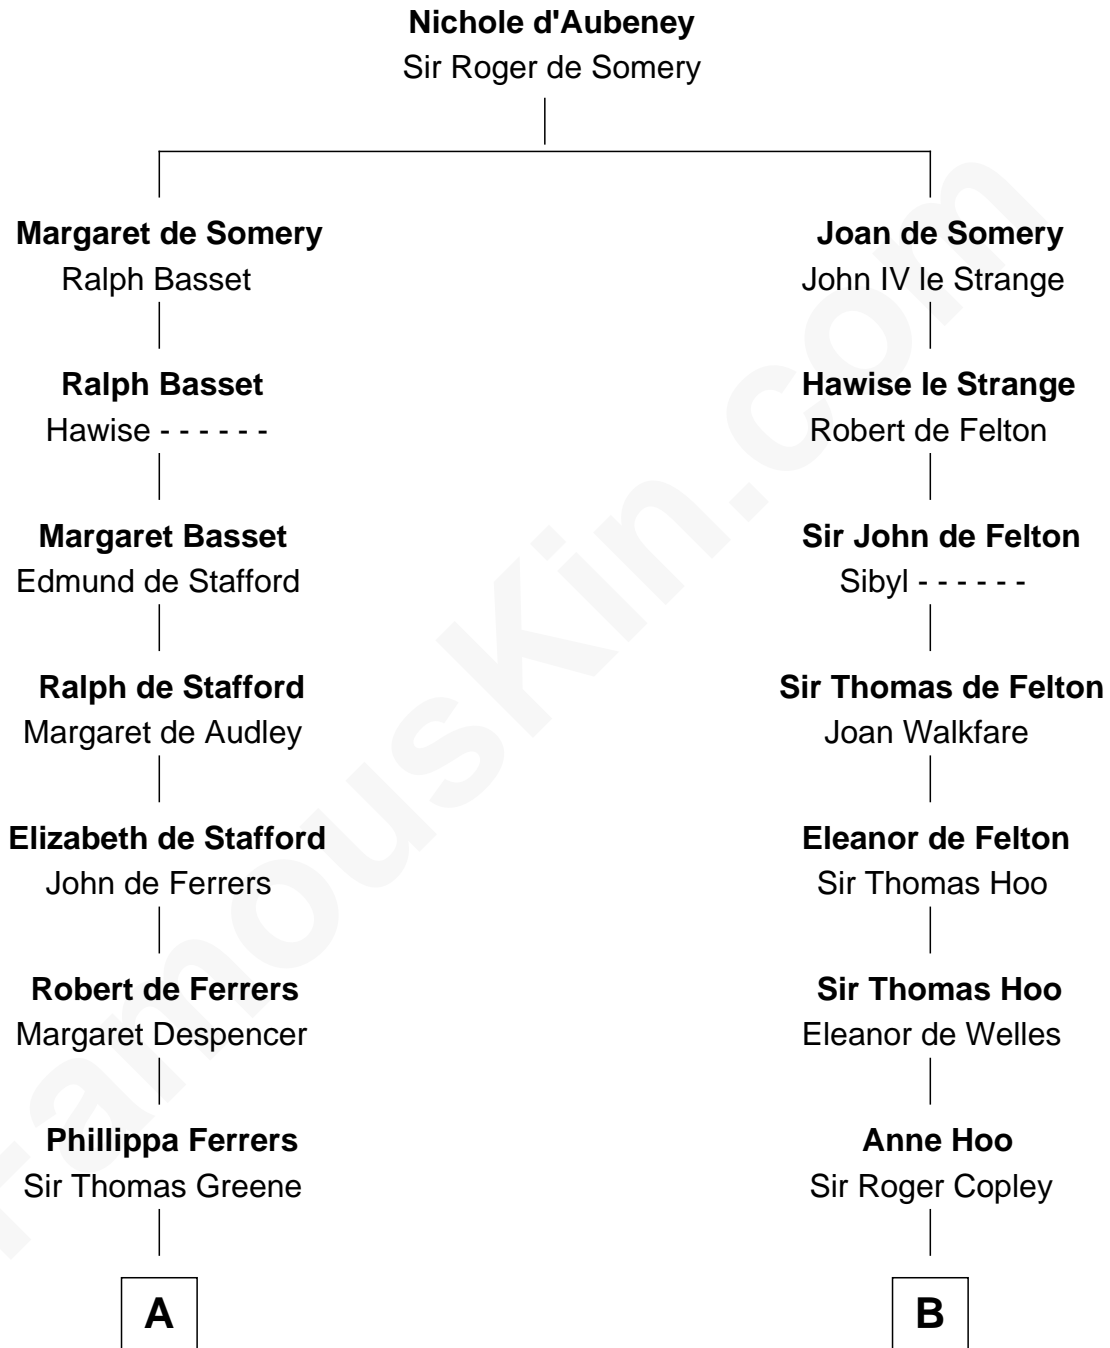 Nichole d'Aubeney
Sir Roger de Somery
Margaret de Somery
Ralph Basset
Joan de Somery
John IV le Strange
Ralph Basset
Hawise - - - - - -
Hawise le Strange
Robert de Felton
Margaret Basset
Edmund de Stafford
Sir John de Felton
Sibyl - - - - - -
Ralph de Stafford
Margaret de Audley
Sir Thomas de Felton
Joan Walkfare
Elizabeth de Stafford
John de Ferrers
Eleanor de Felton
Sir Thomas Hoo
Robert de Ferrers
Margaret Despencer
Sir Thomas Hoo
Eleanor de Welles
Phillippa Ferrers
Sir Thomas Greene
Anne Hoo
Sir Roger Copley
A
B
FamousKin.com